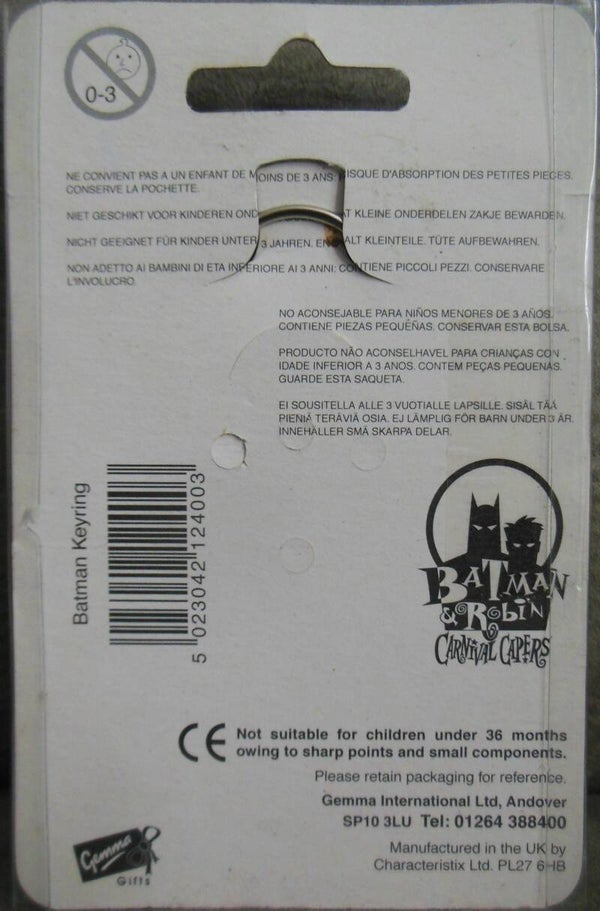 0-3
NE CONVIENT PAS A UN ENFANT DE MOINS DE 3 ANS: RISQUE D'ABSORPTION DES PETITES PIECES.
CONSERVE LA POCHETTE.
NIET GESCHIKT VOOR KINDEREN OND AT KLEINE ONDERDELEN ZAKJE BEWARDEN.
NICHT GEEIGNET FÜR KINDER UNTER 3 JAHREN. EN ALT KLEINTEILE. TÜTE AUFBEWAHREN.
NON ADETTO AI BAMBINI DI ETA INFERIORE AI 3 ANNI: CONTIENE PICCOLI PEZZI. CONSERVARE
L'INVOLUCRO.
NO ACONSEJABLE PARA NIÑOS MENORES DE 3 AÑOS.
CONTIENE PIEZAS PEQUEÑAS. CONSERVAR ESTA BOLSA.
PRODUCTO NÃO ACONSELHAVEL PARA CRIANÇAS CON
IDADE INFERIOR A 3 ANOS. CONTEM PEÇAS PEQUENAS.
GUARDE ESTA SAQUETA.
EI SOUSITELLA ALLE 3 VUOTIALLE LAPSILLE. SISÄL TÄÄ
PIENIÄ TERÄVIÄ OSIA. EJ LÄMPLIG FÖR BARN UNDER 3 ÅR.
INNEHÅLLER SMÅ SKARPA DELAR.
Batman Keyring
5 023042 124003
BATMAN
& ROBIN
CARNIVAL CAPERS
CE Not suitable for children under 36 months
owing to sharp points and small components.
Please retain packaging for reference.
Gemma International Ltd, Andover
SP10 3LU Tel: 01264 388400
Manufactured in the UK by
Characteristix Ltd. PL27 6HB
Gemma
Gifts